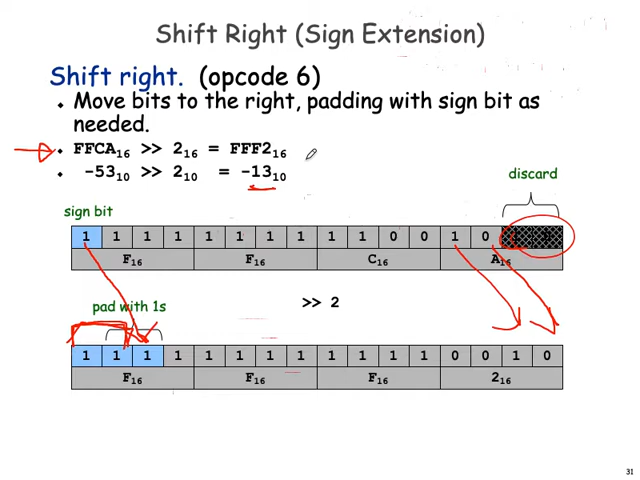 Shift Right (Sign Extension)
Shift right. (opcode 6)
Move bits to the right, padding with sign bit as
needed.
FFCA₁₆ >> 2₁₆ = FFF2₁₆
-53₁₀ >> 2₁₀ = -13₁₀
discard
sign bit
1 1 1 1 1 1 1 1 1 1 0 0 1 0
F₁₆ F₁₆ C₁₆ A₁₆
pad with 1s
>> 2
1 1 1 1 1 1 1 1 1 1 1 1 0 0 1 0
F₁₆ F₁₆ F₁₆ 2₁₆
31